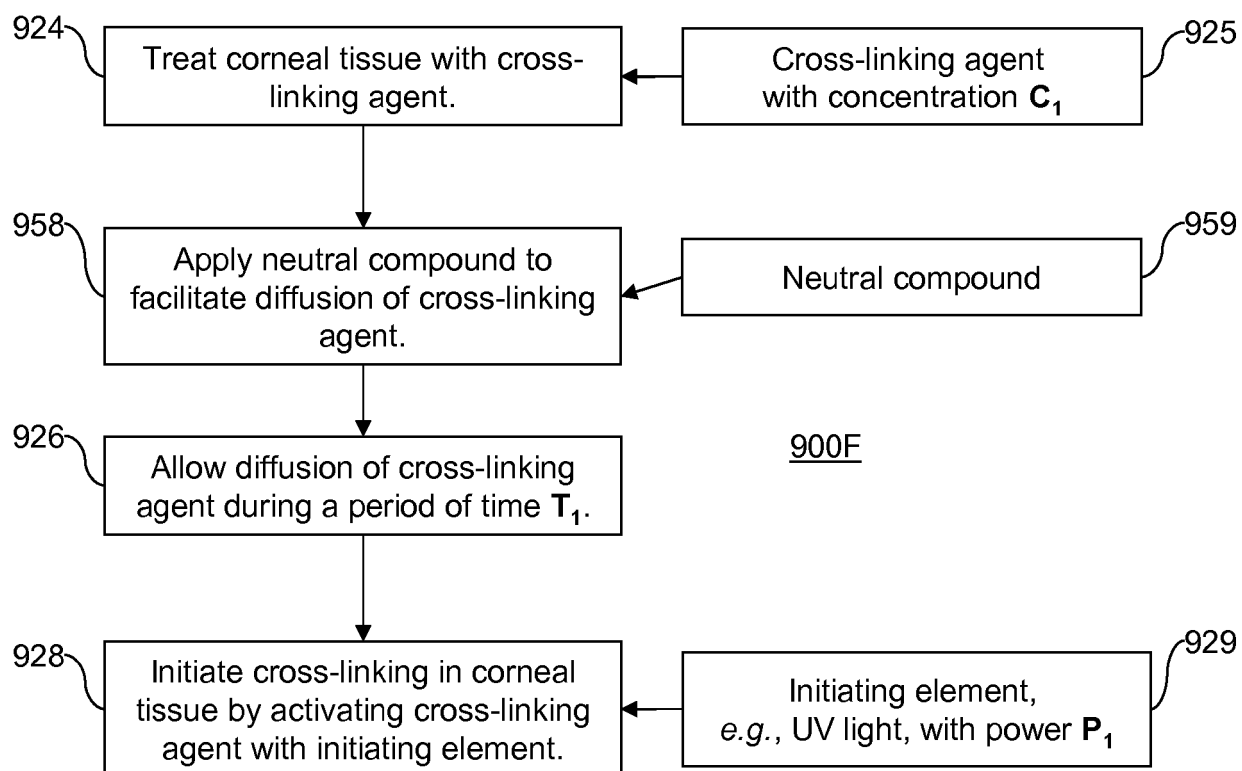 924
Treat corneal tissue with cross-
linking agent.
Cross-linking agent
with concentration C₁
925
958
Apply neutral compound to
facilitate diffusion of cross-linking
agent.
Neutral compound
959
926
Allow diffusion of cross-linking
agent during a period of time T₁.
900F
928
Initiate cross-linking in corneal
tissue by activating cross-linking
agent with initiating element.
Initiating element,
e.g., UV light, with power P₁
929